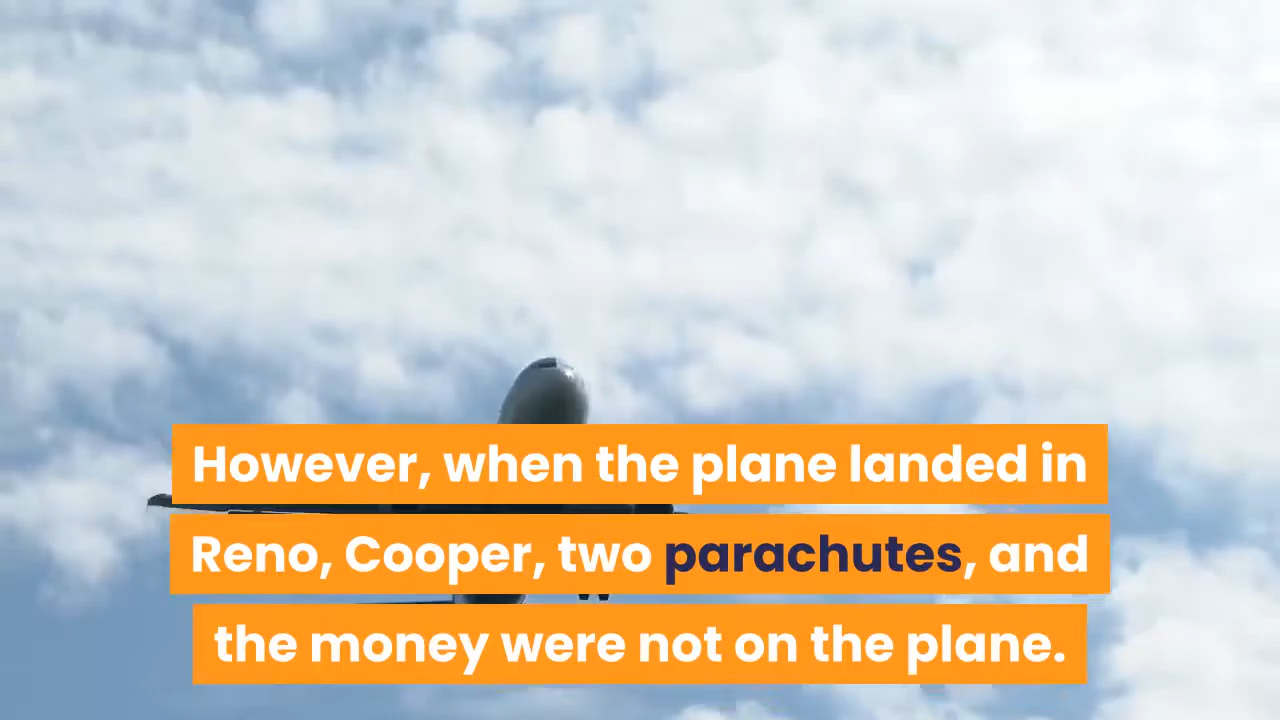 However, when the plane landed in
Reno, Cooper, two parachutes, and
the money were not on the plane.